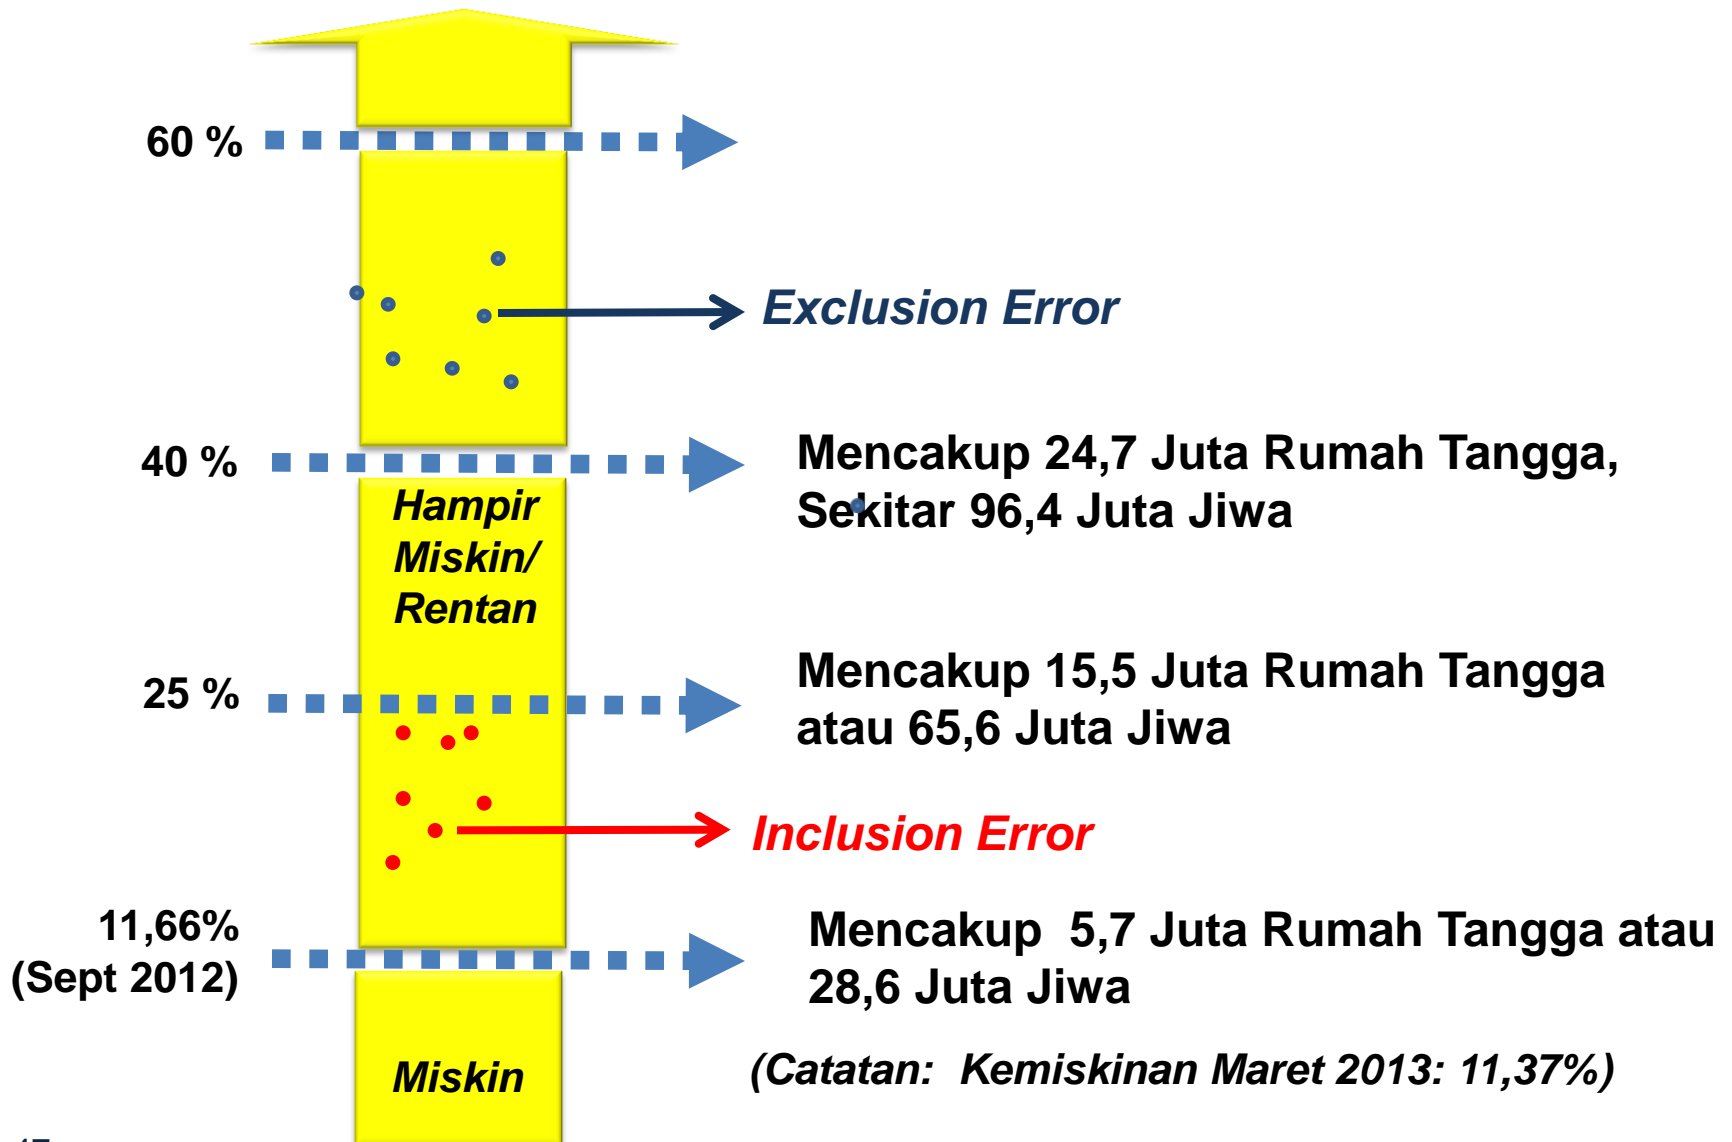 60 %
Exclusion Error
40 %
Mencakup 24,7 Juta Rumah Tangga,
Sekitar 96,4 Juta Jiwa
Hampir
Miskin/
Rentan
25 %
Mencakup 15,5 Juta Rumah Tangga
atau 65,6 Juta Jiwa
Inclusion Error
11,66%
(Sept 2012)
Mencakup 5,7 Juta Rumah Tangga atau
28,6 Juta Jiwa
Miskin
(Catatan: Kemiskinan Maret 2013: 11,37%)